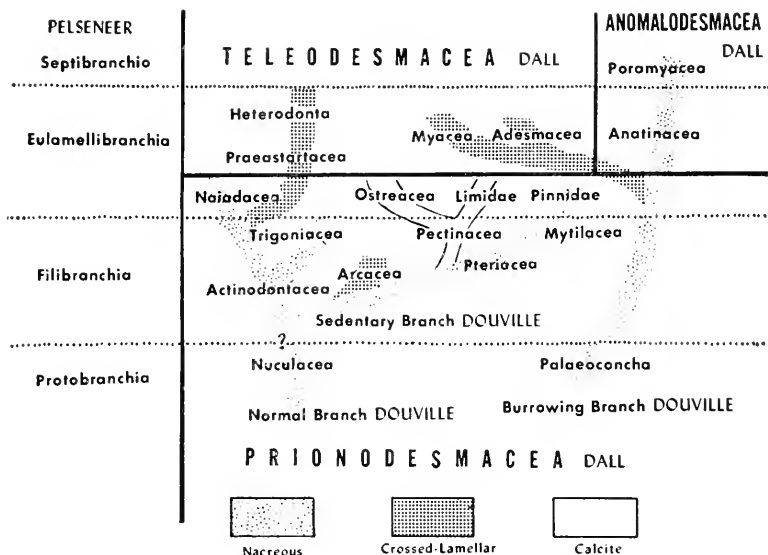 PELSENEER
ANOMALODESMACEA
DALL
TELEODESMACEA DALL
Septibranchio
Poramyacea
Heterodonta
Myacea Adesmacea
Anatinacea
Eulamellibranchia
Praeastartacea
Naiadacea Ostreacea Limidae Pinnidae
Trigoniacea Pectinacea Mytilacea
Filibranchia
Arcacea Pteriacea
Actinodontacea
Sedentary Branch DOUVILLE
?
Nuculacea Palaeoconcha
Protobranchia
Normal Branch DOUVILLE Burrowing Branch DOUVILLE
PRIONODESMACEA DALL
Nacreous Crossed-Lamellar Calcite